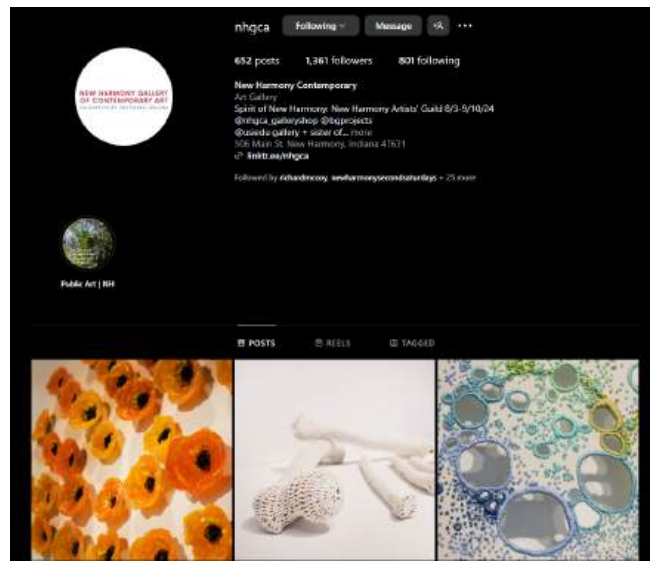 nhgca Following Message
652 posts 1,361 followers 801 following
NEW HARMONY GALLERY
OF CONTEMPORARY ART
New Harmony Contemporary
Art Gallery
Spirit of New Harmony: New Harmony Artists' Guild 8/3-9/10/24
@nhgca_galleryshop @bgprojects
@usiedu gallery + sister of... more
506 Main St. New Harmony, Indiana 47631
linktr.ee/nhgca
Followed by richardmccoy, newharmonysecondsaturdays + 25 more
Public Art | NH
POSTS REELS TAGGED